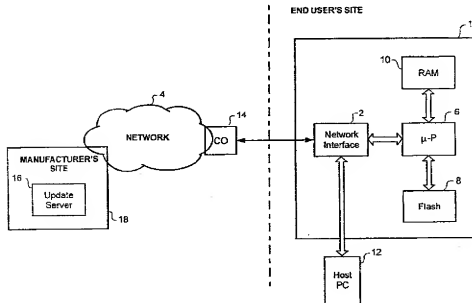 END USER'S SITE
1
10
RAM
4
14
2
6
NETWORK
CO
Network
Interface
µ-P
MANUFACTURER'S
SITE
16
8
Update
Server
Flash
18
12
Host
PC